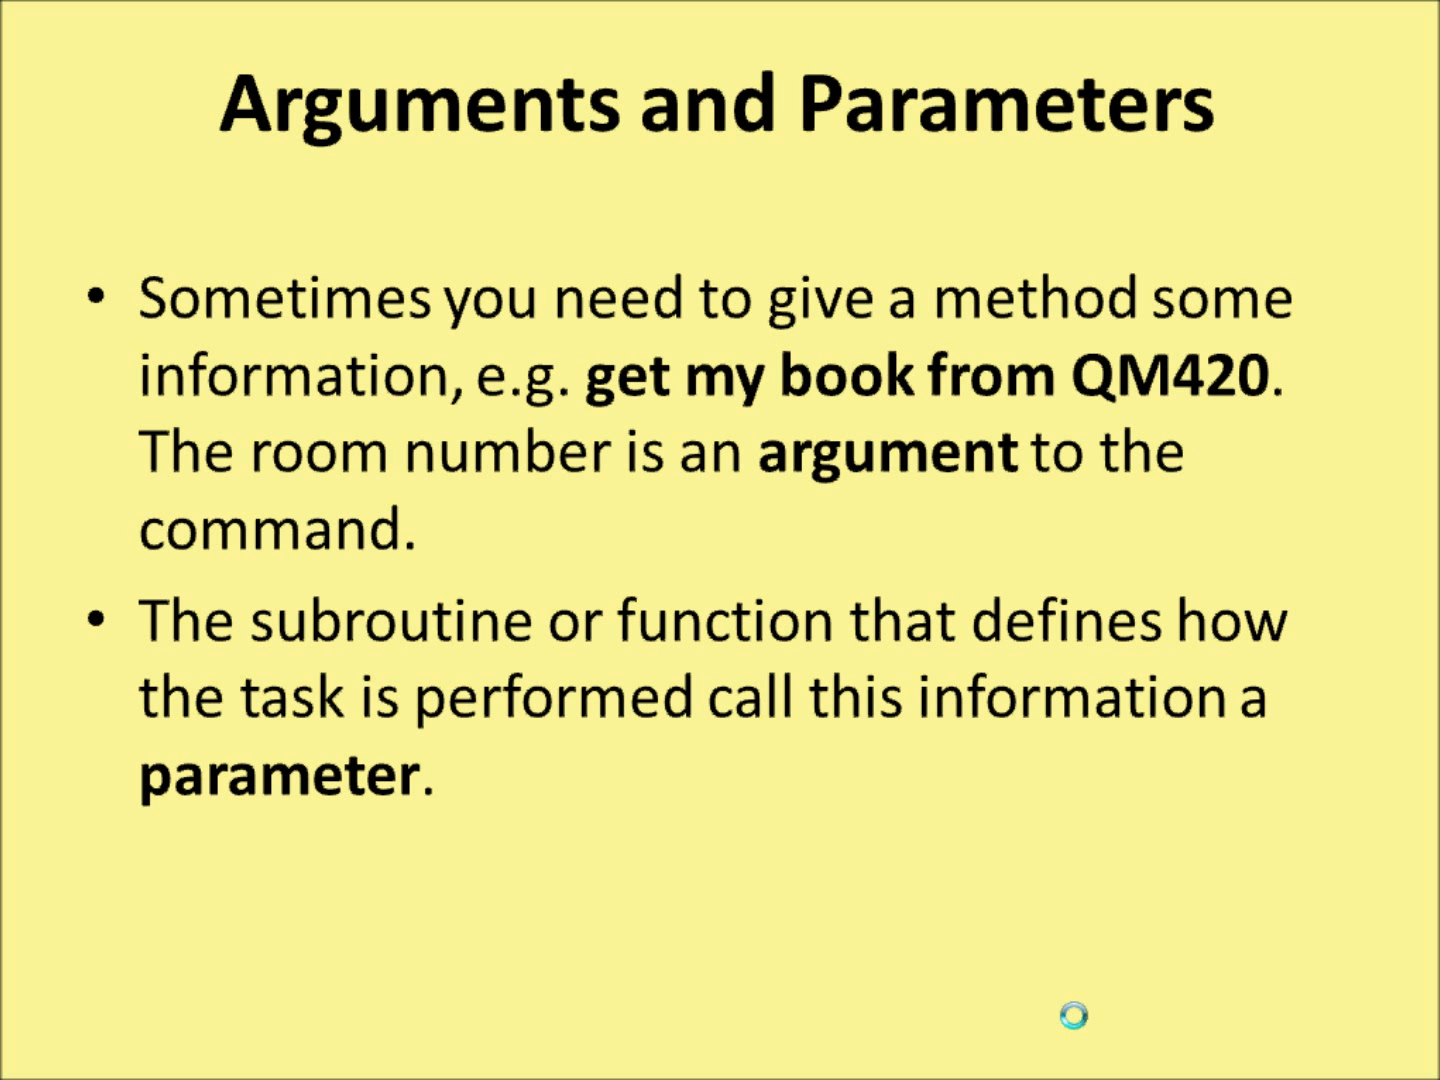 Arguments and Parameters
• Sometimes you need to give a method some
information, e.g. get my book from QM420.
The room number is an argument to the
command.
• The subroutine or function that defines how
the task is performed call this information a
parameter.